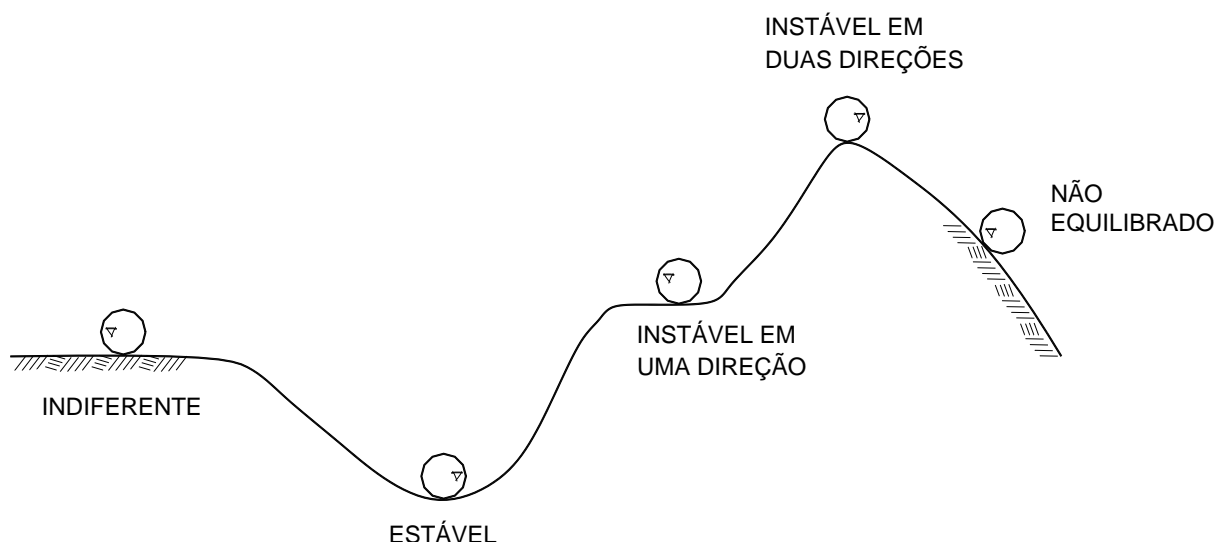 INSTÁVEL EM
DUAS DIREÇÕES
NÃO
EQUILIBRADO
INSTÁVEL EM
UMA DIREÇÃO
INDIFERENTE
ESTÁVEL